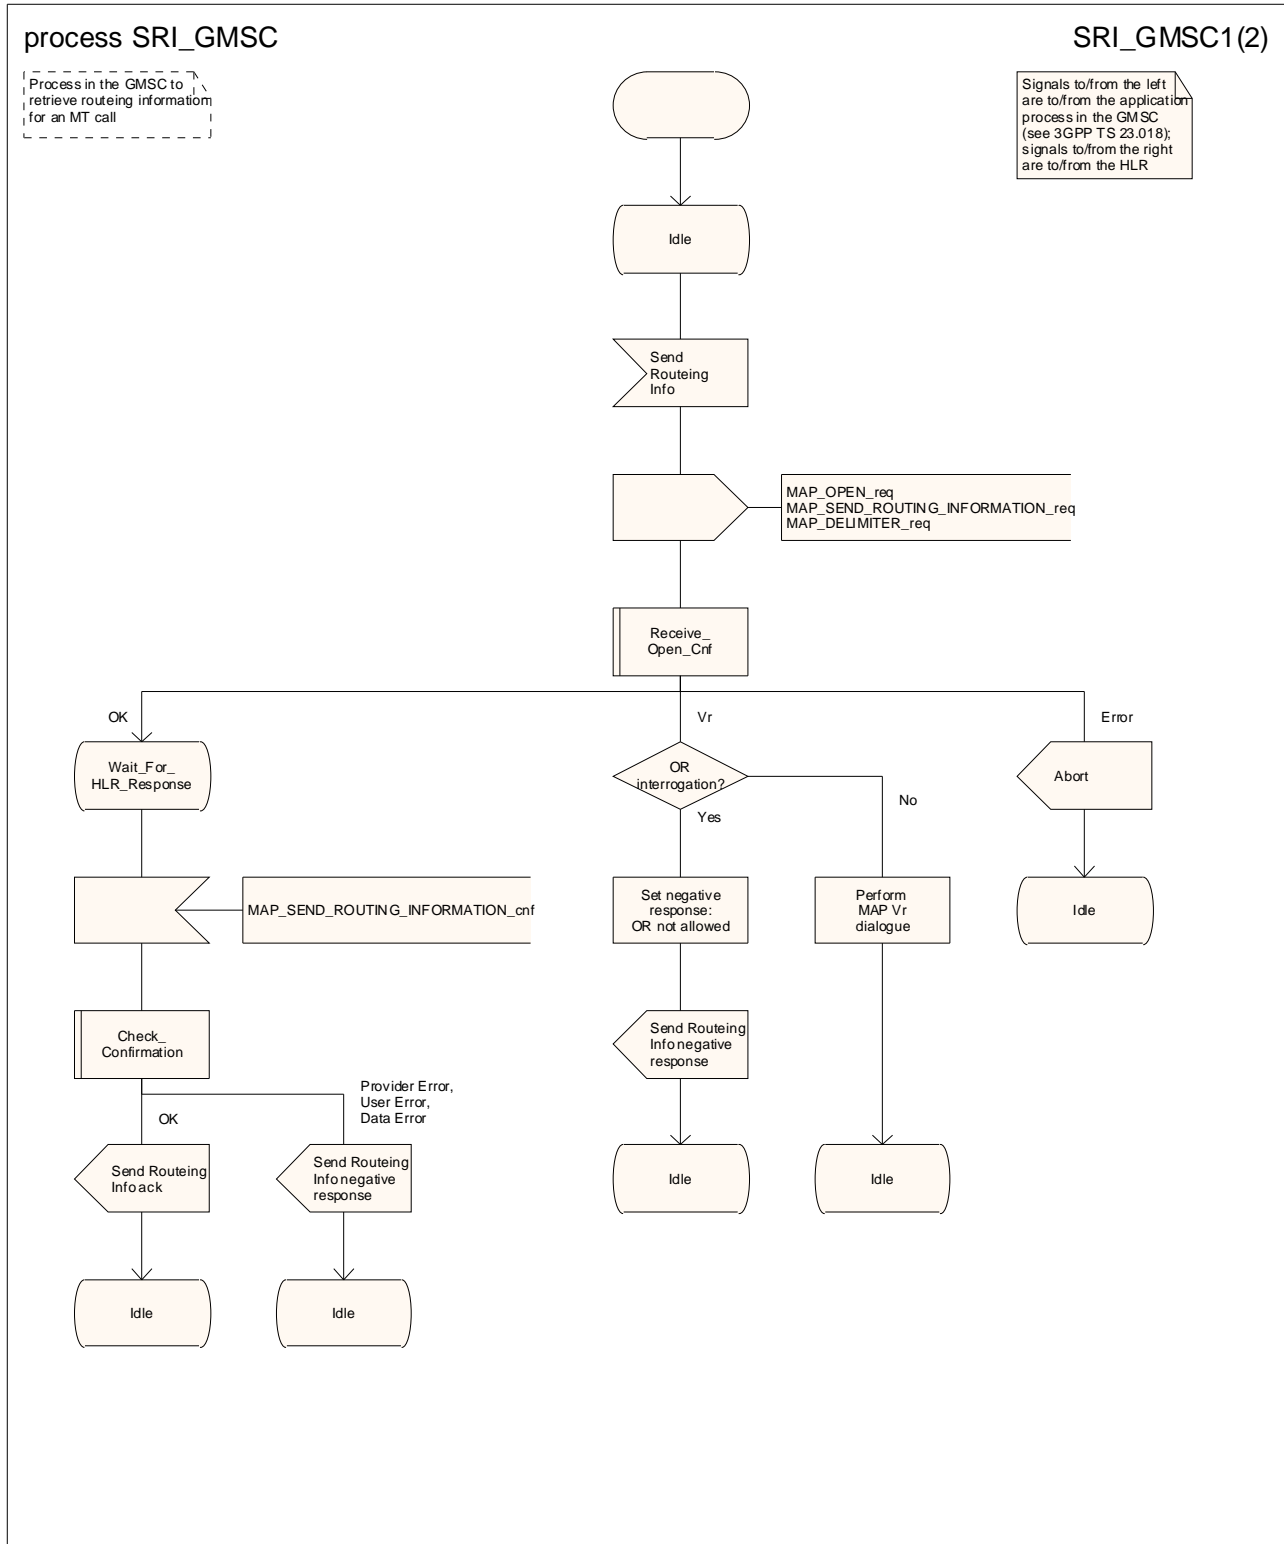 process SRI_GMSC
SRI_GMSC1(2)
Process in the GMSC to
retrieve routeing information
for an MT call
Signals to/from the left
are to/from the application
process in the GMSC
(see 3GPP TS 23.018);
signals to/from the right
are to/from the HLR
Idle
Send
Routeing
Info
MAP_OPEN_req
MAP_SEND_ROUTING_INFORMATION_req
MAP_DELIMITER_req
Receive_
Open_Cnf
OK
Vr
Error
Wait_For_
HLR_Response
OR
interrogation?
Abort
No
Yes
MAP_SEND_ROUTING_INFORMATION_cnf
Set negative
response:
OR not allowed
Perform
MAP Vr
dialogue
Idle
Check_
Confirmation
Send Routeing
Info negative
response
Provider Error,
User Error,
Data Error
OK
Send Routeing
Info ack
Send Routeing
Info negative
response
Idle
Idle
Idle
Idle